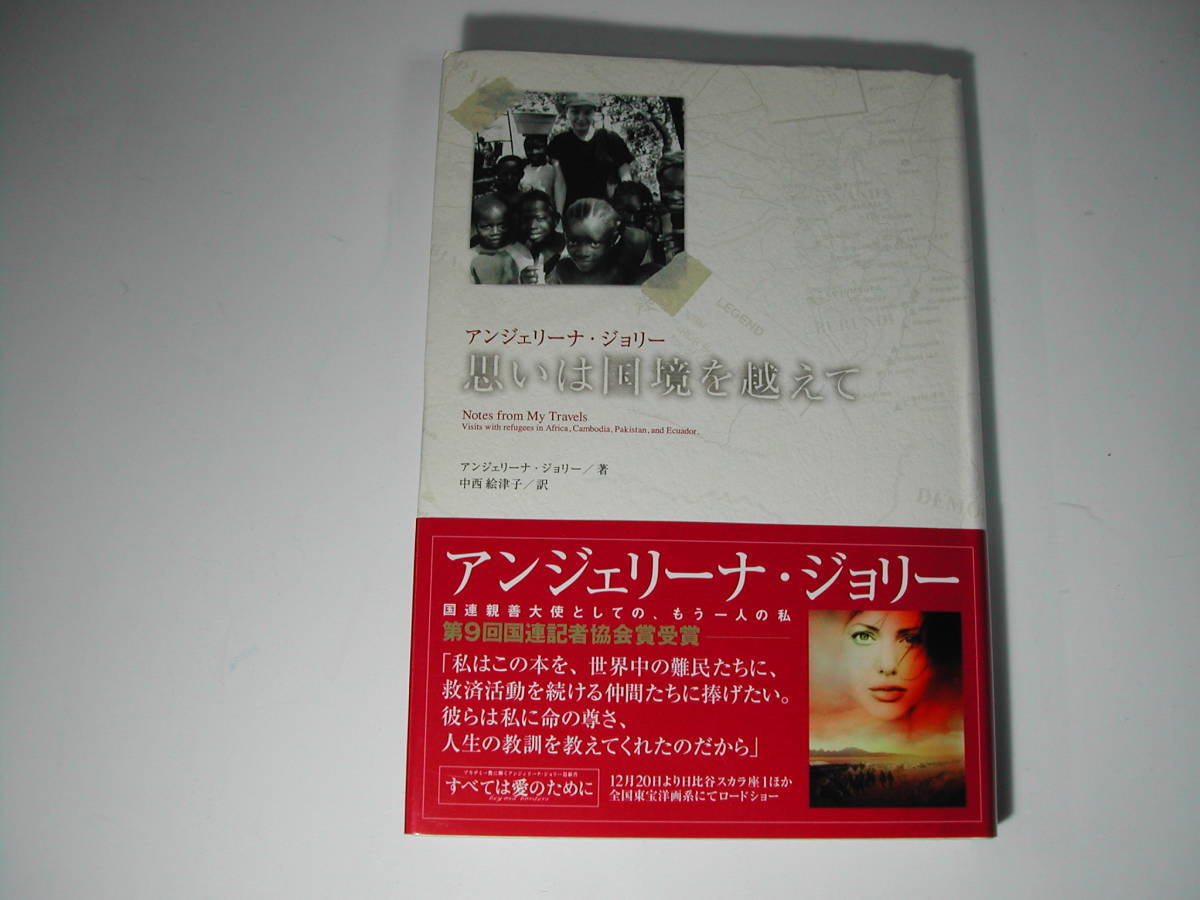 アンジェリーナ・ジョリー
思いは国境を越えて
Notes from My Travels
Visits with refugees in Africa, Cambodia, Pakistan, and Ecuador.
アンジェリーナ・ジョリー／著
中西 絵津子／訳
LEGEND
BURUNDI
DEMO
アンジェリーナ・ジョリー
国連親善大使としての、もう一人の私
第9回国連記者協会賞受賞
「私はこの本を、世界中の難民たちに、
救済活動を続ける仲間たちに捧げたい。
彼らは私に命の尊さ、
人生の教訓を教えてくれたのだから」
すべては愛のために
beyond borders
12月20日より日比谷スカラ座1ほか
全国東宝洋画系にてロードショー